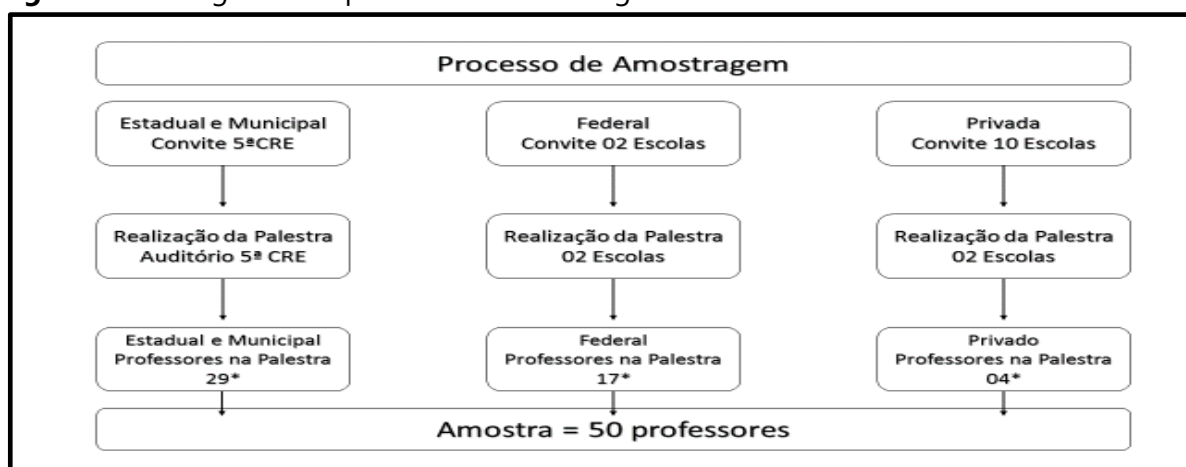 Processo de Amostragem
Estadual e Municipal
Convite 5ªCRE
Federal
Convite 02 Escolas
Privada
Convite 10 Escolas
Realização da Palestra
Auditório 5ª CRE
Realização da Palestra
02 Escolas
Realização da Palestra
02 Escolas
Estadual e Municipal
Professores na Palestra
29*
Federal
Professores na Palestra
17*
Privado
Professores na Palestra
04*
Amostra = 50 professores